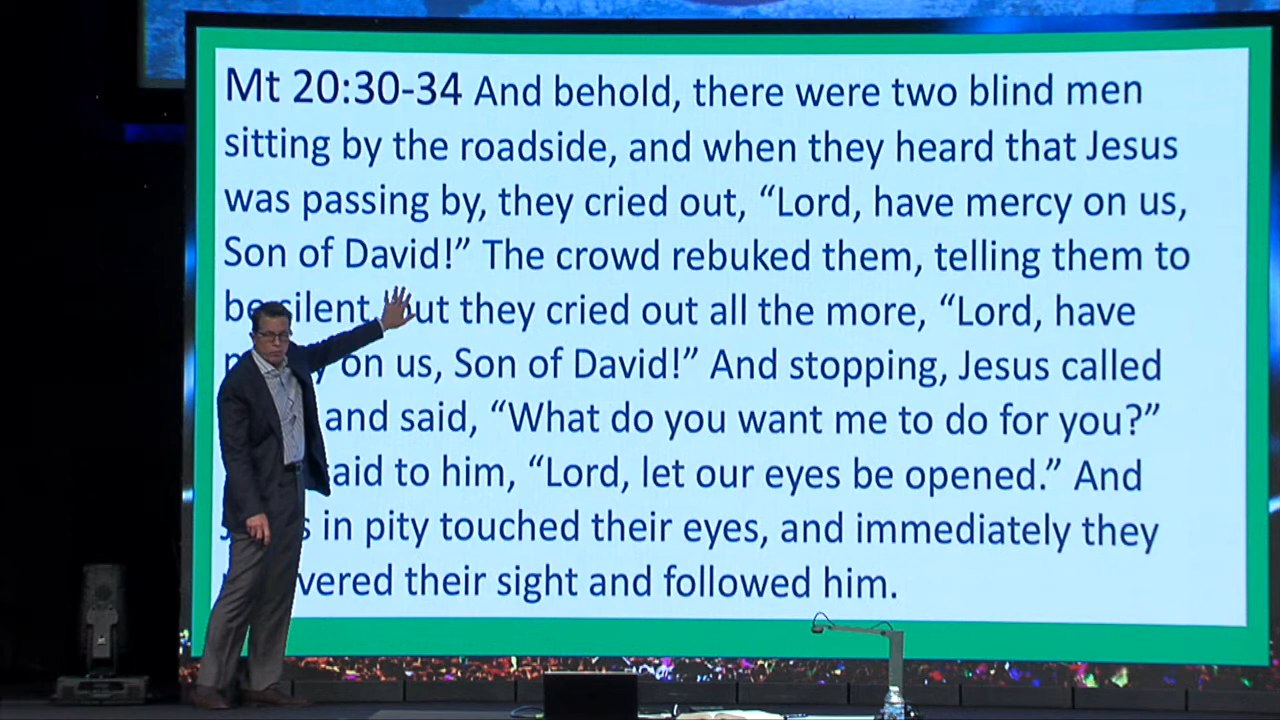 Mt 20:30-34 And behold, there were two blind men
sitting by the roadside, and when they heard that Jesus
was passing by, they cried out, “Lord, have mercy on us,
Son of David!” The crowd rebuked them, telling them to
be silent, but they cried out all the more, “Lord, have
on us, Son of David!” And stopping, Jesus called
and said, “What do you want me to do for you?”
to him, “Lord, let our eyes be opened.” And
in pity touched their eyes, and immediately they
their sight and followed him.